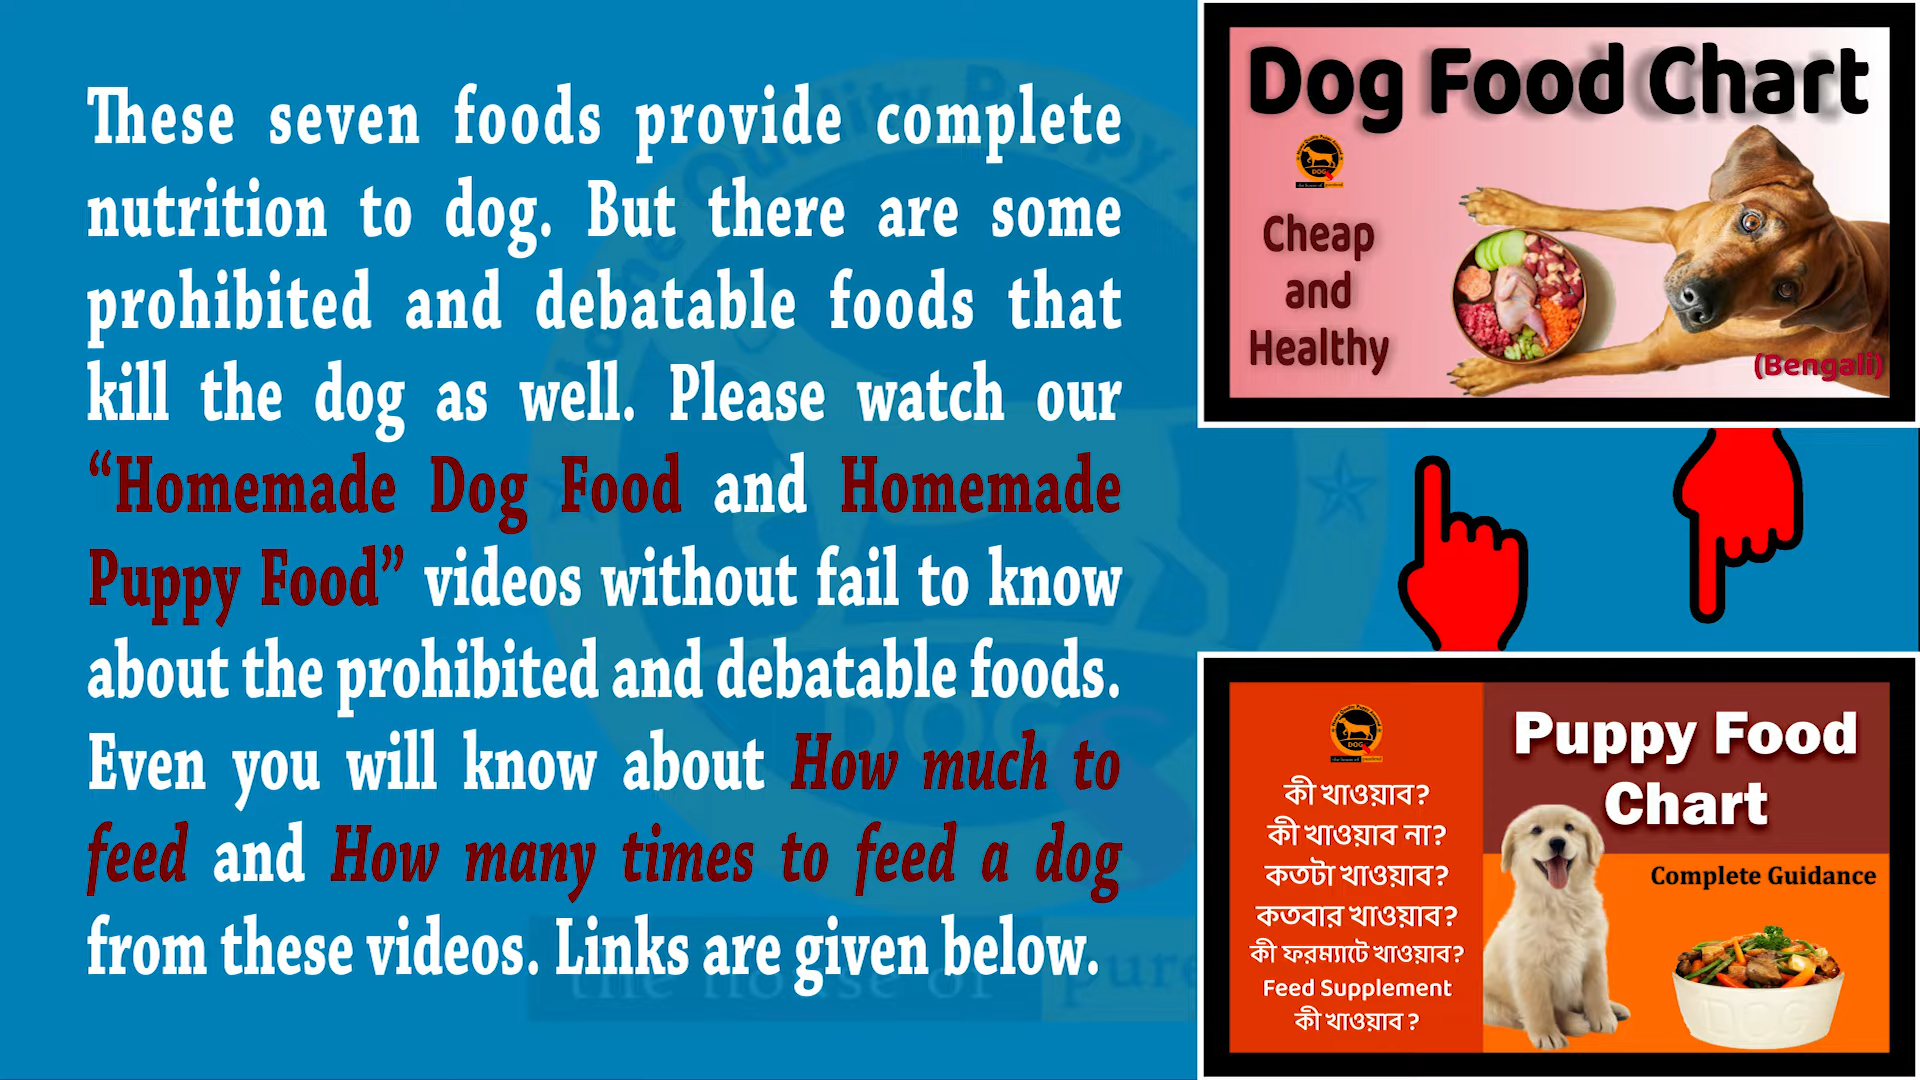 These seven foods provide complete
nutrition to dog. But there are some
prohibited and debatable foods that
kill the dog as well. Please watch our
“Homemade Dog Food and Homemade
Puppy Food” videos without fail to know
about the prohibited and debatable foods.
Even you will know about How much to
feed and How many times to feed a dog
from these videos. Links are given below.
Dog Food Chart
Cheap
and
Healthy
(Bengali)
কী খাওয়াব?
কী খাওয়াব না?
কতটা খাওয়াব?
কতবার খাওয়াব?
কী ফরম্যাটে খাওয়াব?
Feed Supplement
কী খাওয়াব ?
Puppy Food
Chart
Complete Guidance
DOG